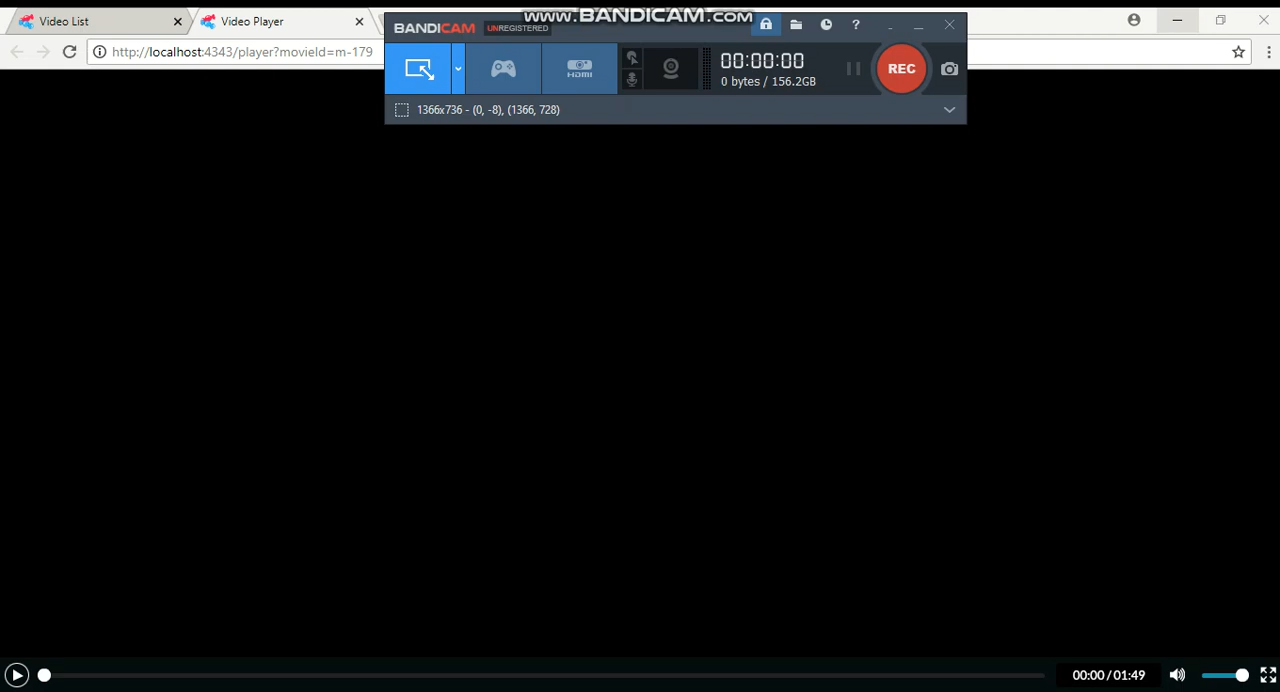 www.BANDICAM.com
Video List
Video Player
BANDICAM UNREGISTERED
http://localhost:4343/player?movieId=m-179
HDMI
00:00:00
0 bytes / 156.2GB
REC
1366x736 - (0, -8), (1366, 728)
00:00 / 01:49